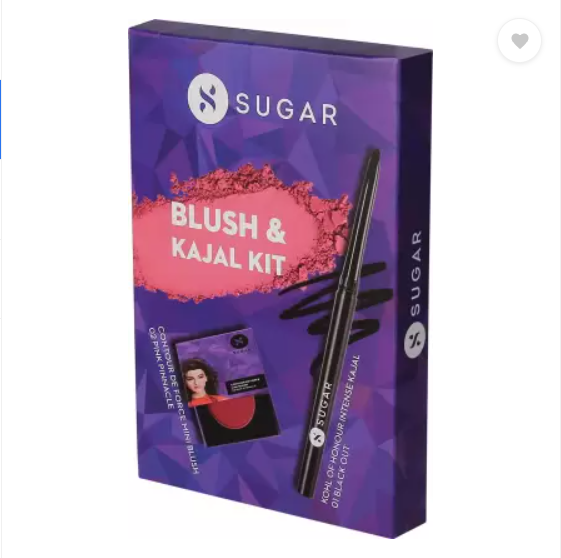 SUGAR
BLUSH &
KAJAL KIT
SUGAR
SUGAR
CONTOUR DE FORCE MINI BLUSH
02 PINK PINNACLE
SUGAR
KOHL OF HONOUR INTENSE KAJAL
01 BLACK OUT